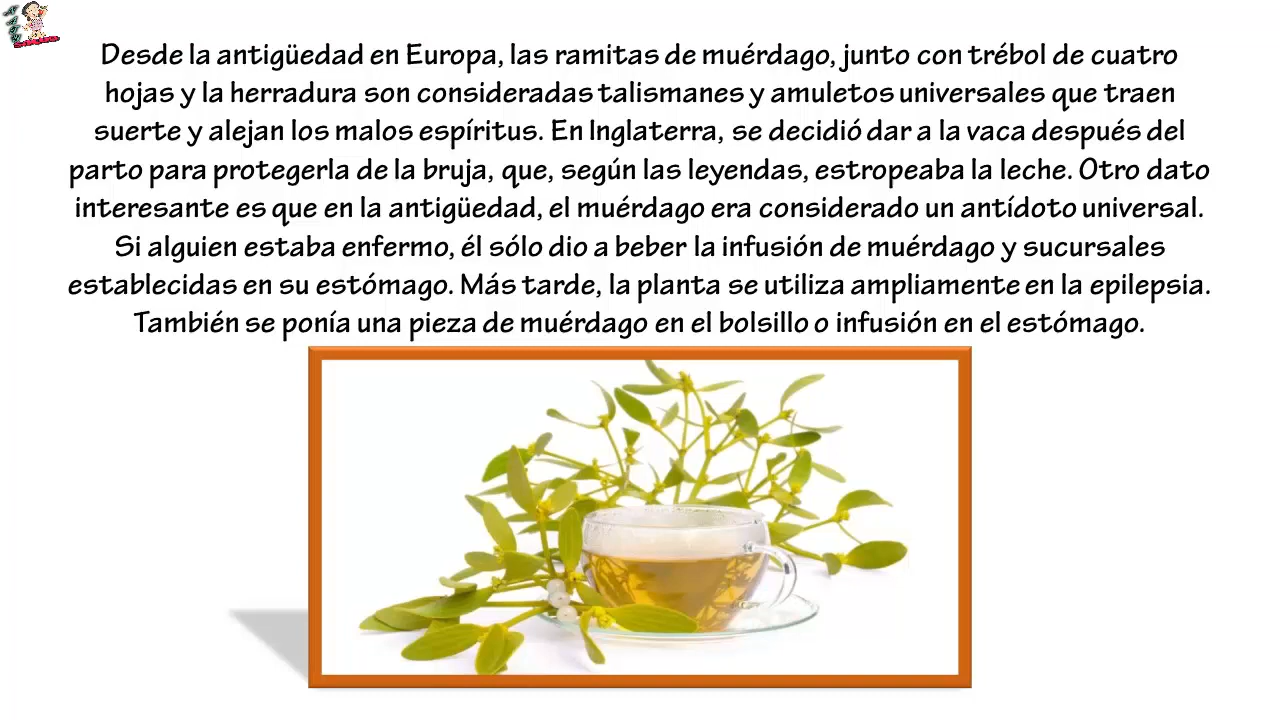 Desde la antigüedad en Europa, las ramitas de muérdago, junto con trébol de cuatro
hojas y la herradura son consideradas talismanes y amuletos universales que traen
suerte y alejan los malos espíritus. En Inglaterra, se decidió dar a la vaca después del
parto para protegerla de la bruja, que, según las leyendas, estropeaba la leche. Otro dato
interesante es que en la antigüedad, el muérdago era considerado un antídoto universal.
Si alguien estaba enfermo, él sólo dio a beber la infusión de muérdago y sucursales
establecidas en su estómago. Más tarde, la planta se utiliza ampliamente en la epilepsia.
También se ponía una pieza de muérdago en el bolsillo o infusión en el estómago.